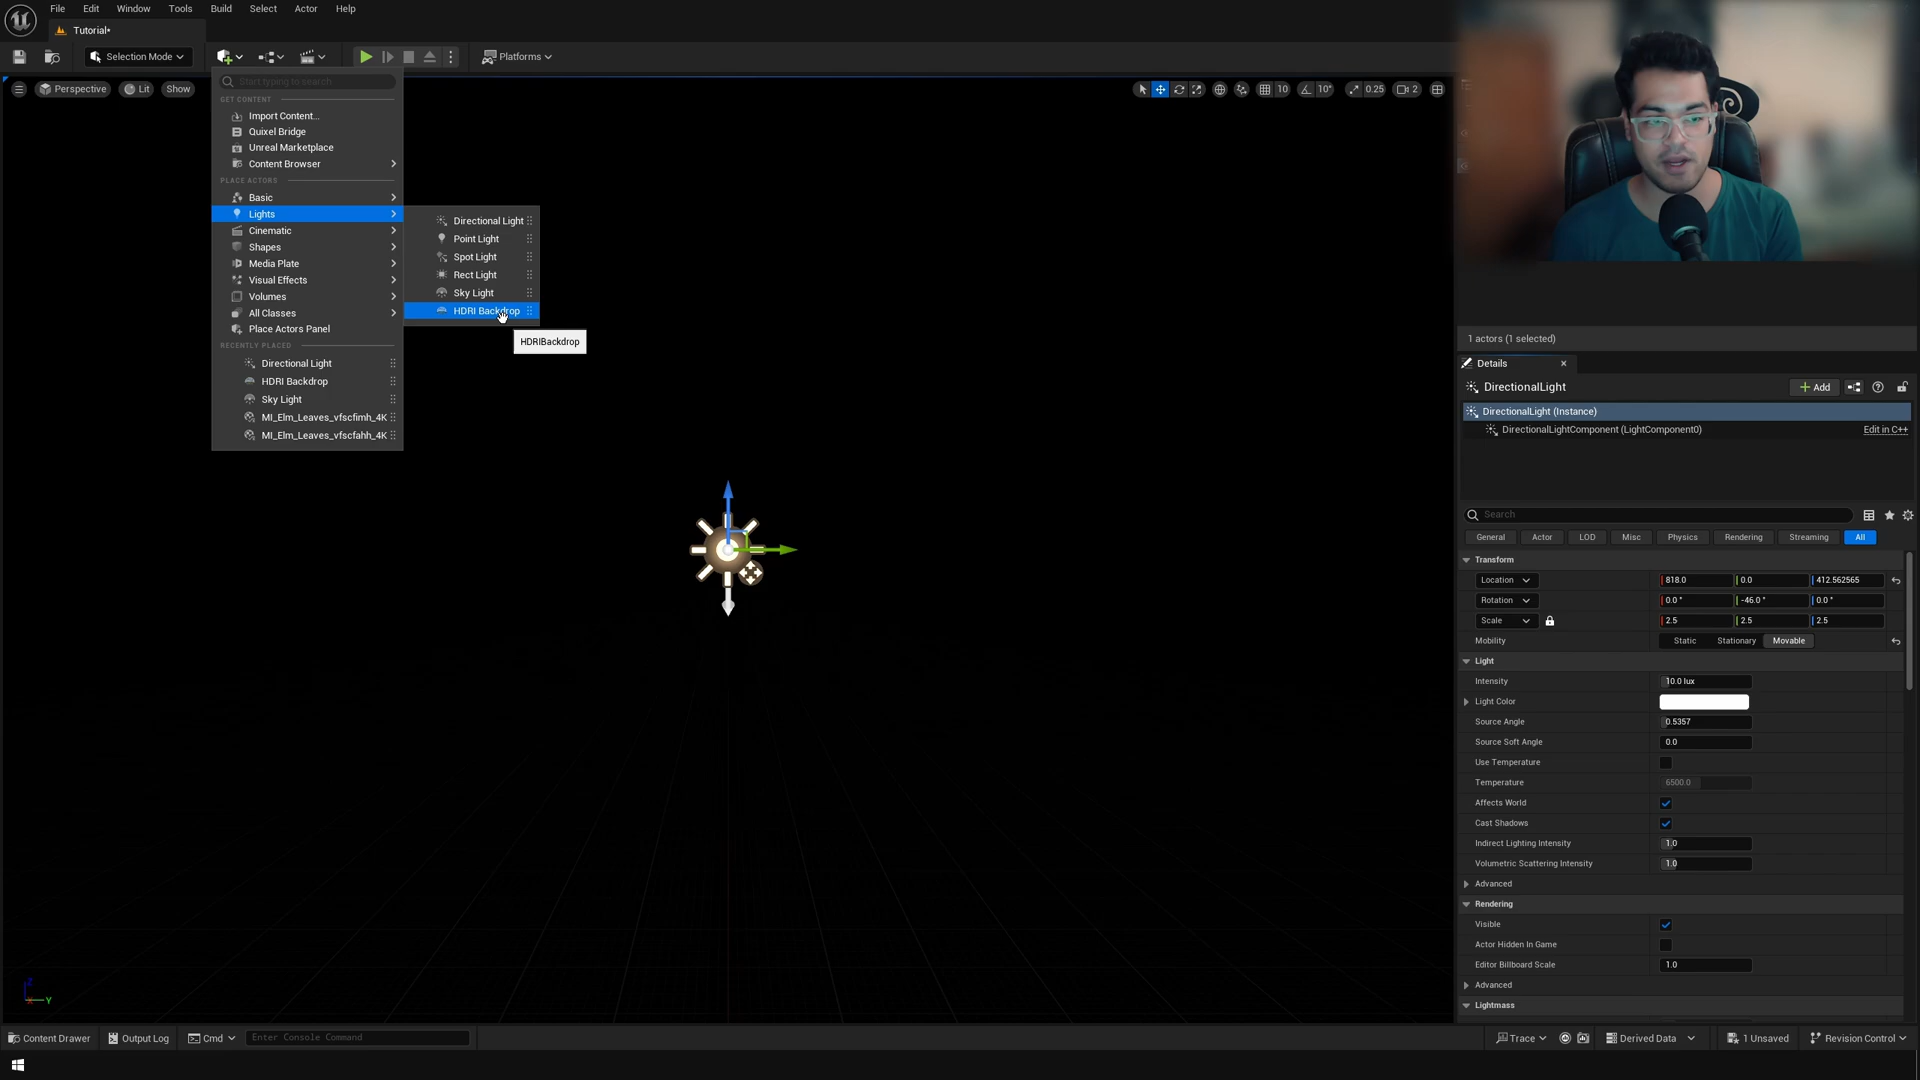 File Edit Window Tools Build Select Actor Help
Tutorial*
Selection Mode
Platforms
Perspective Lit Show
10 10° 0.25 2
Start typing to search
GET CONTENT
Import Content...
Quixel Bridge
Unreal Marketplace
Content Browser
PLACE ACTORS
Basic
Lights
Cinematic
Shapes
Media Plate
Visual Effects
Volumes
All Classes
Place Actors Panel
RECENTLY PLACED
Directional Light
HDRI Backdrop
Sky Light
MI_Elm_Leaves_vfscfimh_4K
MI_Elm_Leaves_vfscfahh_4K
Directional Light
Point Light
Spot Light
Rect Light
Sky Light
HDRI Backdrop
HDRIBackdrop
1 actors (1 selected)
Details
DirectionalLight
Add
DirectionalLight (Instance)
DirectionalLightComponent (LightComponent0) Edit in C++
Search
General Actor LOD Misc Physics Rendering Streaming All
Transform
Location 818.0 0.0 412.562565
Rotation 0.0 ° -46.0 ° 0.0 °
Scale 2.5 2.5 2.5
Mobility Static Stationary Movable
Light
Intensity 10.0 lux
Light Color
Source Angle 0.5357
Source Soft Angle 0.0
Use Temperature
Temperature 6500.0
Affects World
Cast Shadows
Indirect Lighting Intensity 1.0
Volumetric Scattering Intensity 1.0
Advanced
Rendering
Visible
Actor Hidden In Game
Editor Billboard Scale 1.0
Advanced
Lightmass
Z
Y
Content Drawer Output Log Cmd Enter Console Command
Trace Derived Data 1 Unsaved Revision Control